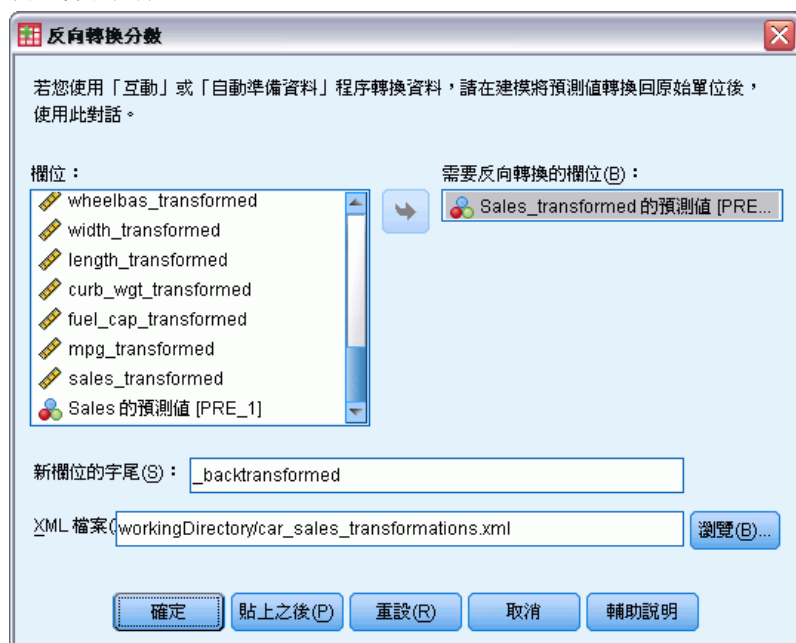 反向轉換分數
若您使用「互動」或「自動準備資料」程序轉換資料，請在建模將預測值轉換回原始單位後，
使用此對話。
欄位：
wheelbas_transformed
width_transformed
length_transformed
curb_wgt_transformed
fuel_cap_transformed
mpg_transformed
sales_transformed
Sales 的預測值 [PRE_1]
需要反向轉換的欄位(B)：
Sales_transformed 的預測值 [PRE...
新欄位的字尾(S)： _backtransformed
XML 檔案( workingDirectory/car_sales_transformations.xml 瀏覽(B)...
確定 貼上之後(P) 重設(R) 取消 輔助說明